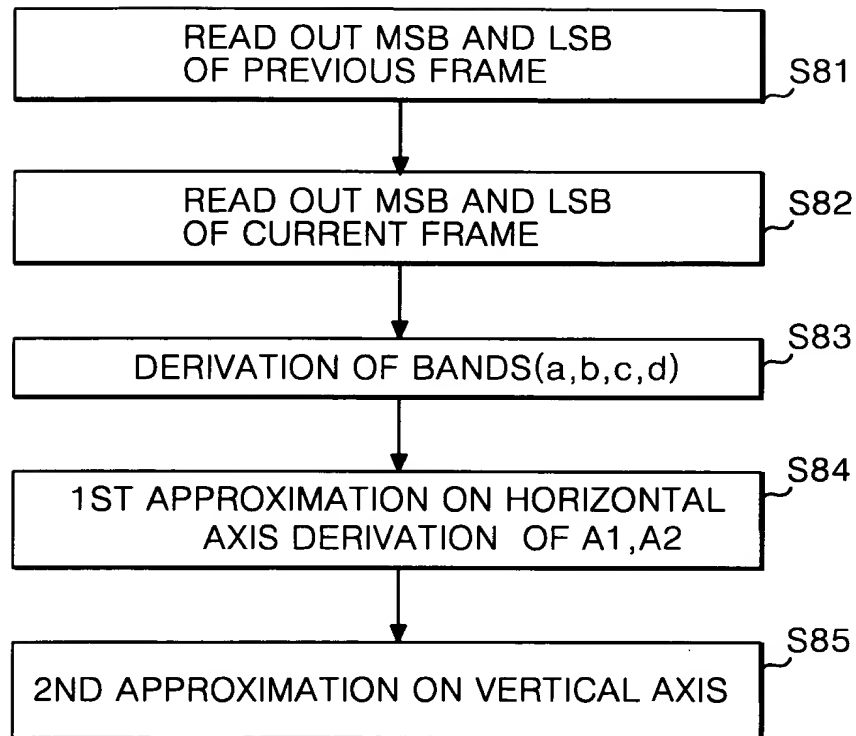 READ OUT MSB AND LSB
OF PREVIOUS FRAME
S81
READ OUT MSB AND LSB
OF CURRENT FRAME
S82
DERIVATION OF BANDS(a,b,c,d)
S83
1ST APPROXIMATION ON HORIZONTAL
AXIS DERIVATION OF A1,A2
S84
2ND APPROXIMATION ON VERTICAL AXIS
S85